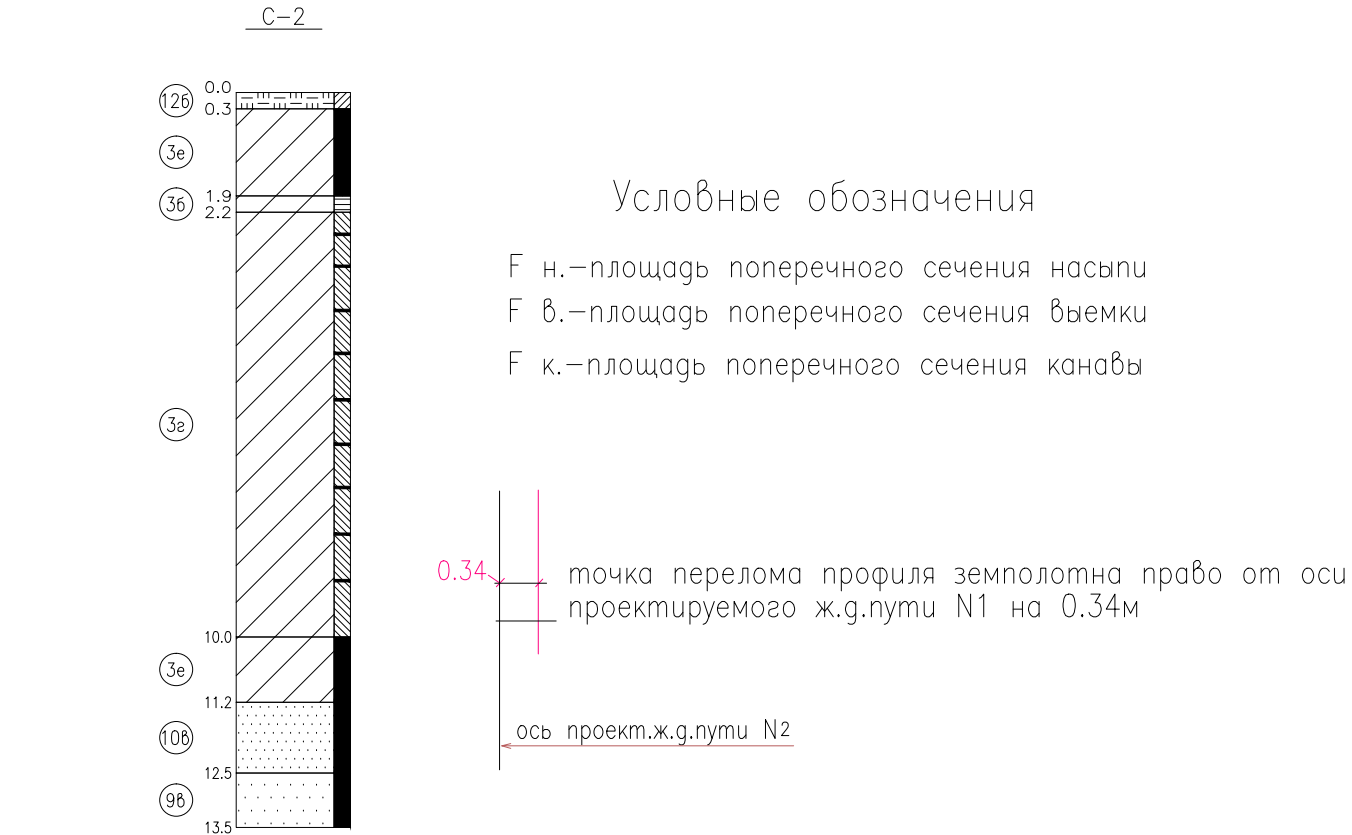 С-2
0.0
12б
0.3
3е
1.9
3б
2.2
3г
10.0
3е
11.2
10в
12.5
9в
13.5
Условные обозначения
F н.-площадь поперечного сечения насыпи
F в.-площадь поперечного сечения выемки
F к.-площадь поперечного сечения канавы
0.34
точка перелома профиля земполотна право от оси
проектируемого ж.д.пути N1 на 0.34м
ось проект.ж.д.пути N2